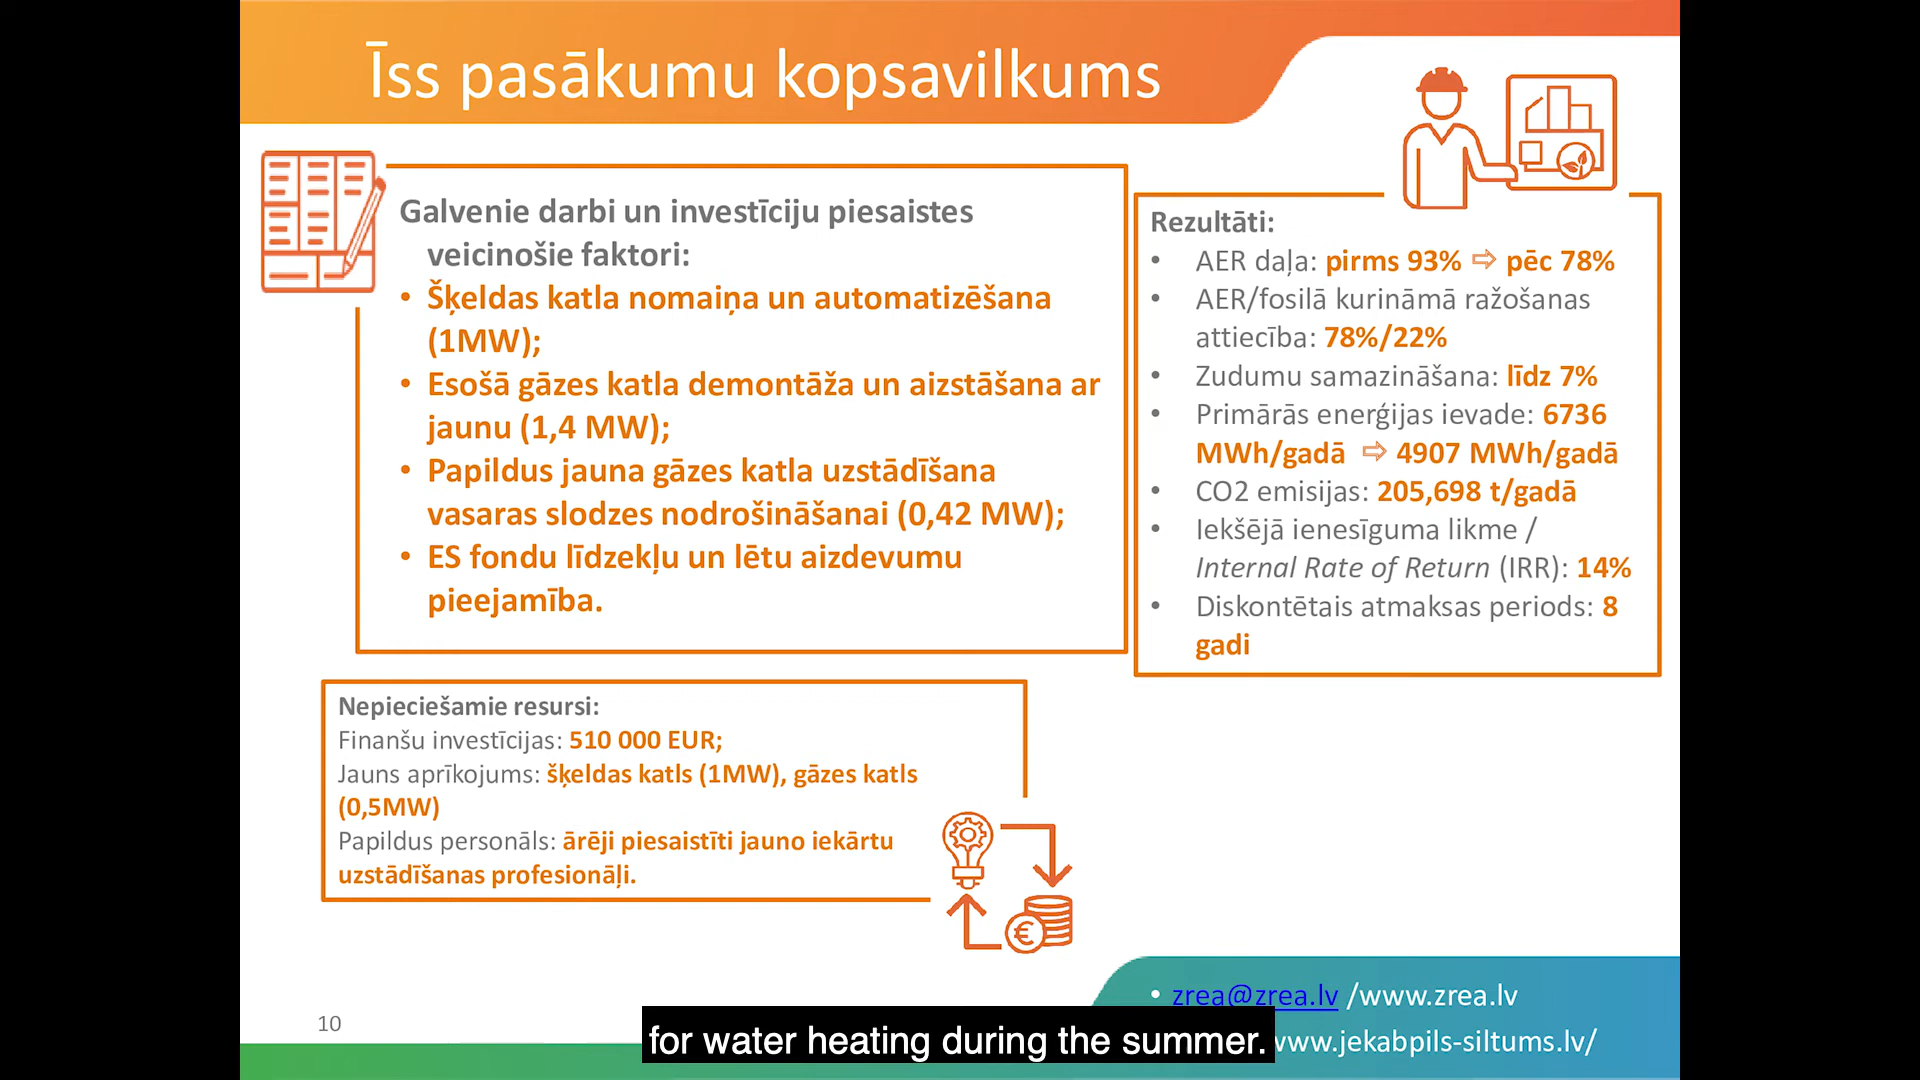 Īss pasākumu kopsavilkums
Galvenie darbi un investīciju piesaistes
veicinošie faktori:
• Šķeldas katla nomaiņa un automatizēšana
(1MW);
• Esošā gāzes katla demontāža un aizstāšana ar
jaunu (1,4 MW);
• Papildus jauna gāzes katla uzstādīšana
vasaras slodzes nodrošināšanai (0,42 MW);
• ES fondu līdzekļu un lētu aizdevumu
pieejamība.
Rezultāti:
• AER daļa: pirms 93% ⇨ pēc 78%
• AER/fosilā kurināmā ražošanas
attiecība: 78%/22%
• Zudumu samazināšana: līdz 7%
• Primārās enerģijas ievade: 6736
MWh/gadā ⇨ 4907 MWh/gadā
• CO2 emisijas: 205,698 t/gadā
• Iekšējā ienesīguma likme /
Internal Rate of Return (IRR): 14%
• Diskontētais atmaksas periods: 8
gadi
Nepieciešamie resursi:
Finanšu investīcijas: 510 000 EUR;
Jauns aprīkojums: šķeldas katls (1MW), gāzes katls
(0,5MW)
Papildus personāls: ārēji piesaistīti jauno iekārtu
uzstādīšanas profesionāļi.
€
• zrea@zrea.lv /www.zrea.lv
www.jekabpils-siltums.lv/
10
for water heating during the summer.